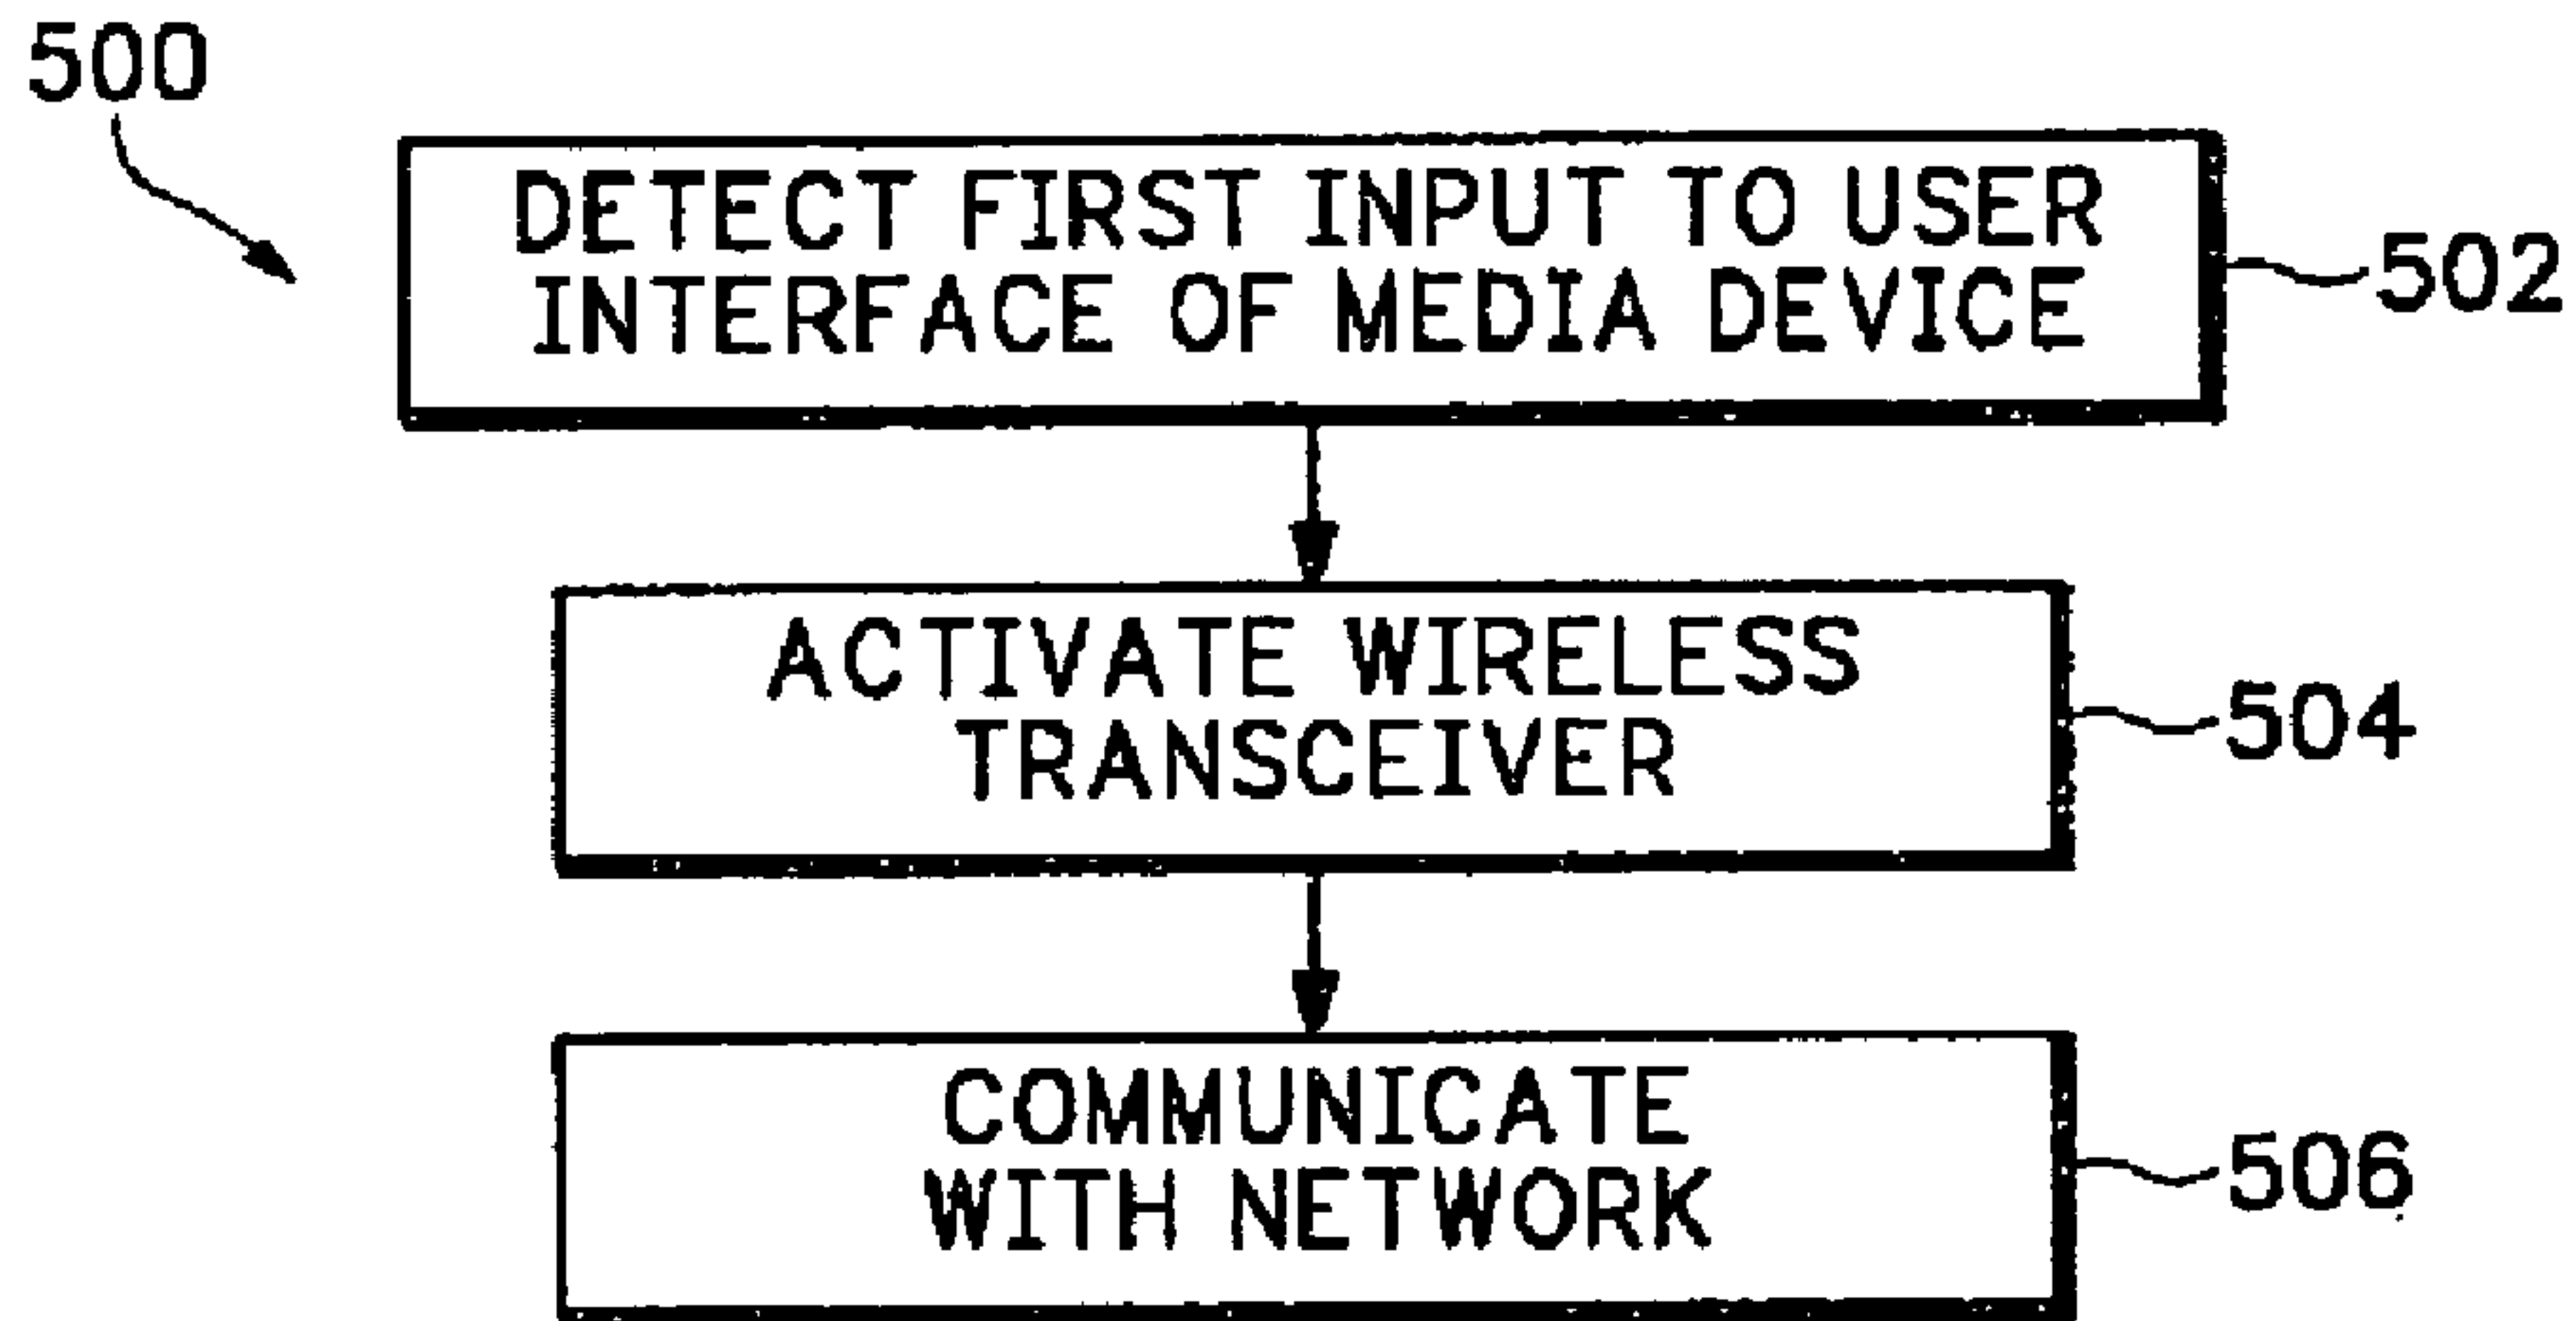 500
DETECT FIRST INPUT TO USER
INTERFACE OF MEDIA DEVICE
502
ACTIVATE WIRELESS
TRANSCEIVER
504
COMMUNICATE
WITH NETWORK
506